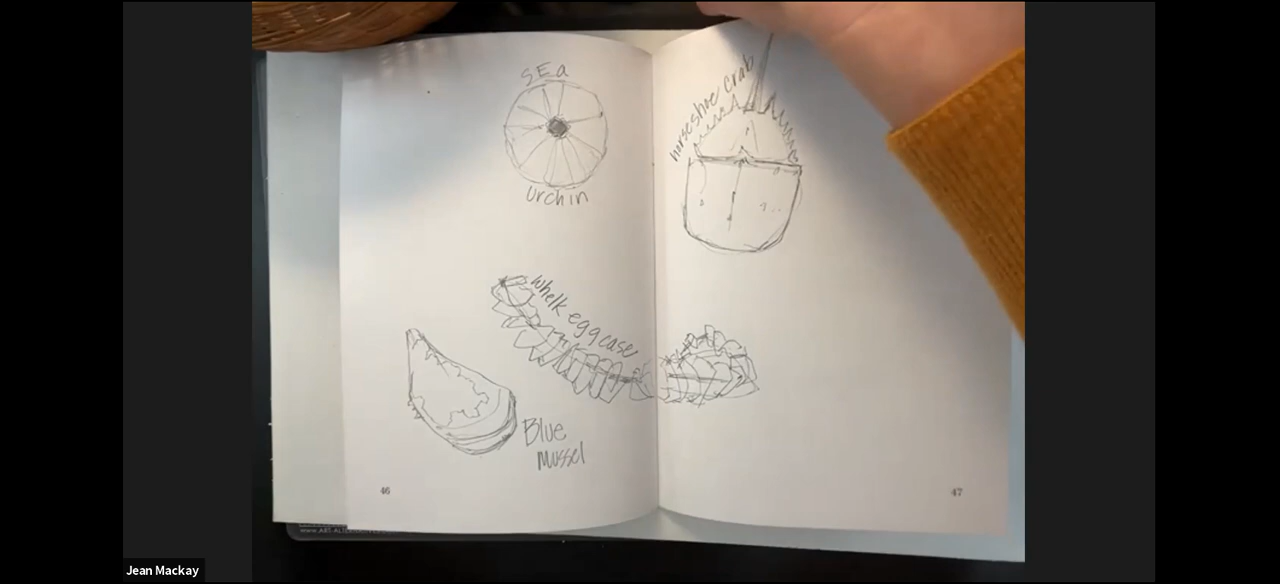 SEa
urchin
horseshoe crab
whelk egg case
Blue
mussel
46
47
Jean Mackay